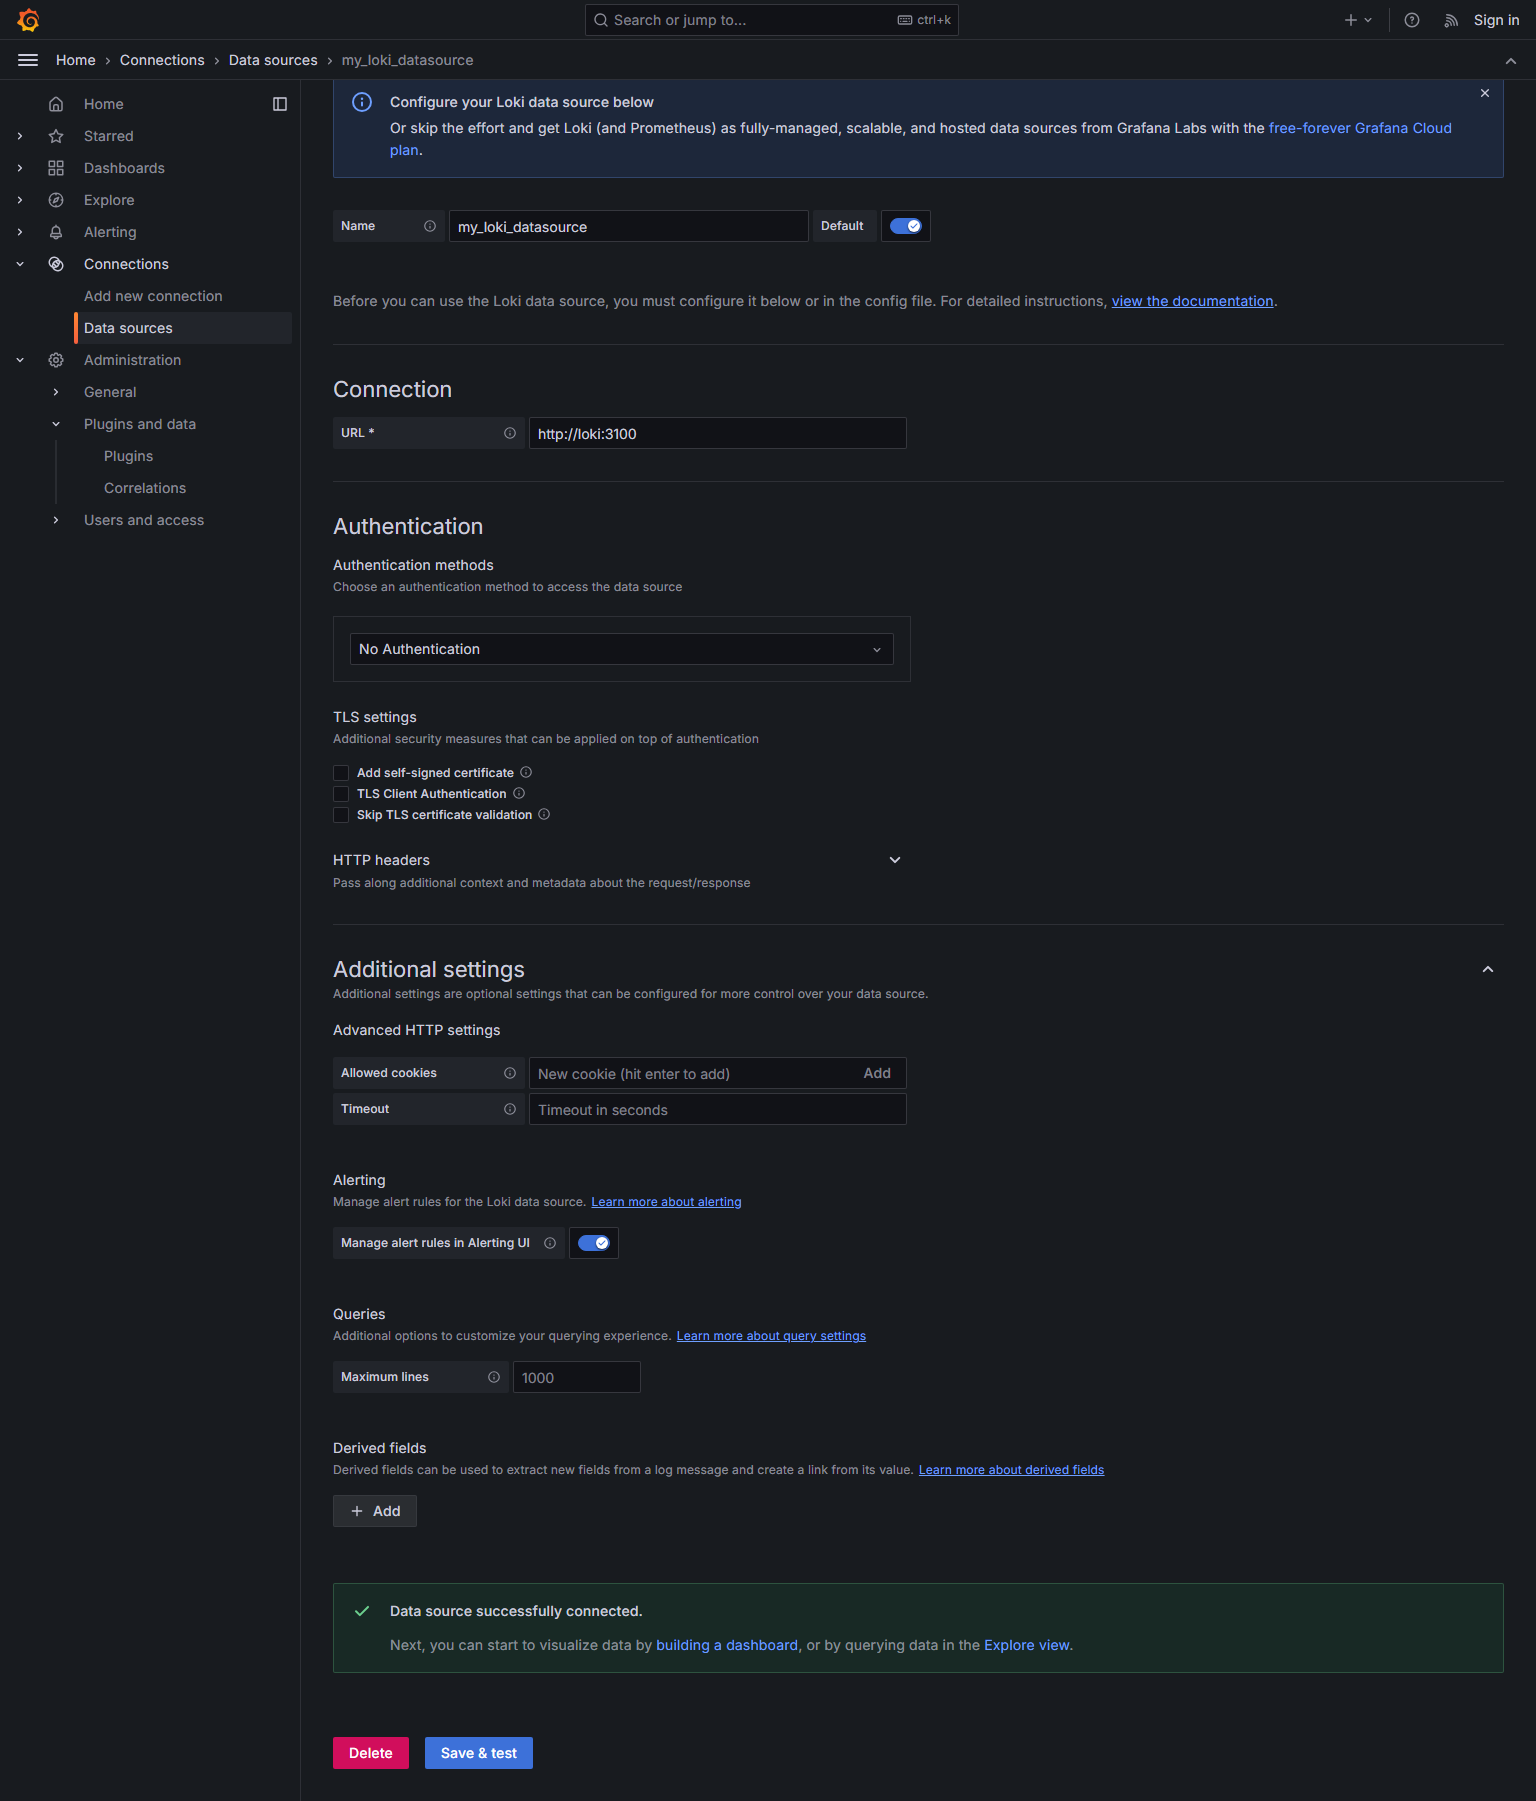 Search or jump to...
ctrl+k
Sign in
Home › Connections › Data sources › my_loki_datasource
Home
Starred
Dashboards
Explore
Alerting
Connections
Add new connection
Data sources
Administration
General
Plugins and data
Plugins
Correlations
Users and access
Configure your Loki data source below
Or skip the effort and get Loki (and Prometheus) as fully-managed, scalable, and hosted data sources from Grafana Labs with the free-forever Grafana Cloud
plan.
Name my_loki_datasource Default
Before you can use the Loki data source, you must configure it below or in the config file. For detailed instructions, view the documentation.
Connection
URL * http://loki:3100
Authentication
Authentication methods
Choose an authentication method to access the data source
No Authentication
TLS settings
Additional security measures that can be applied on top of authentication
Add self-signed certificate
TLS Client Authentication
Skip TLS certificate validation
HTTP headers
Pass along additional context and metadata about the request/response
Additional settings
Additional settings are optional settings that can be configured for more control over your data source.
Advanced HTTP settings
Allowed cookies New cookie (hit enter to add) Add
Timeout Timeout in seconds
Alerting
Manage alert rules for the Loki data source. Learn more about alerting
Manage alert rules in Alerting UI
Queries
Additional options to customize your querying experience. Learn more about query settings
Maximum lines 1000
Derived fields
Derived fields can be used to extract new fields from a log message and create a link from its value. Learn more about derived fields
+ Add
Data source successfully connected.
Next, you can start to visualize data by building a dashboard, or by querying data in the Explore view.
Delete Save & test